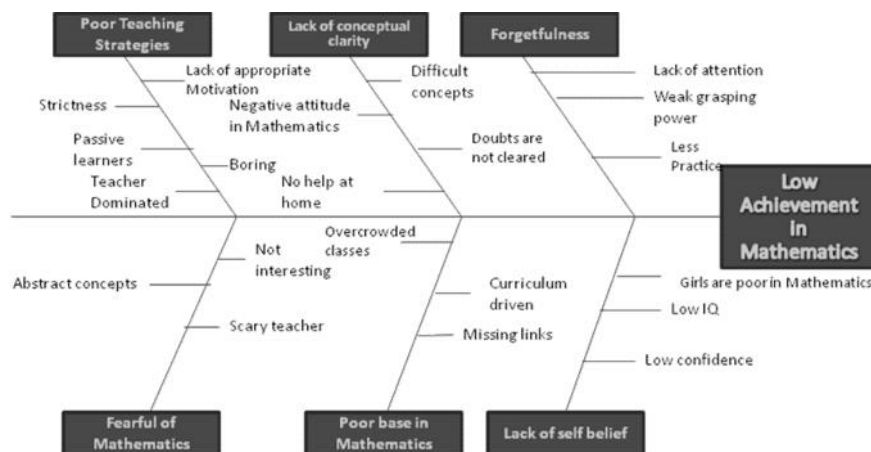 Poor Teaching
Strategies
Lack of conceptual
clarity
Forgetfulness
Lack of appropriate
Motivation
Strictness
Passive
learners
Boring
Teacher
Dominated
Difficult
concepts
Negative attitude
in Mathematics
Doubts are
not cleared
No help at
home
Lack of attention
Weak grasping
power
Less
Practice
Low
Achievement
in
Mathematics
Not
interesting
Abstract concepts
Scary teacher
Overcrowded
classes
Curriculum
driven
Missing links
Girls are poor in Mathematics
Low IQ
Low confidence
Fearful of
Mathematics
Poor base in
Mathematics
Lack of self belief